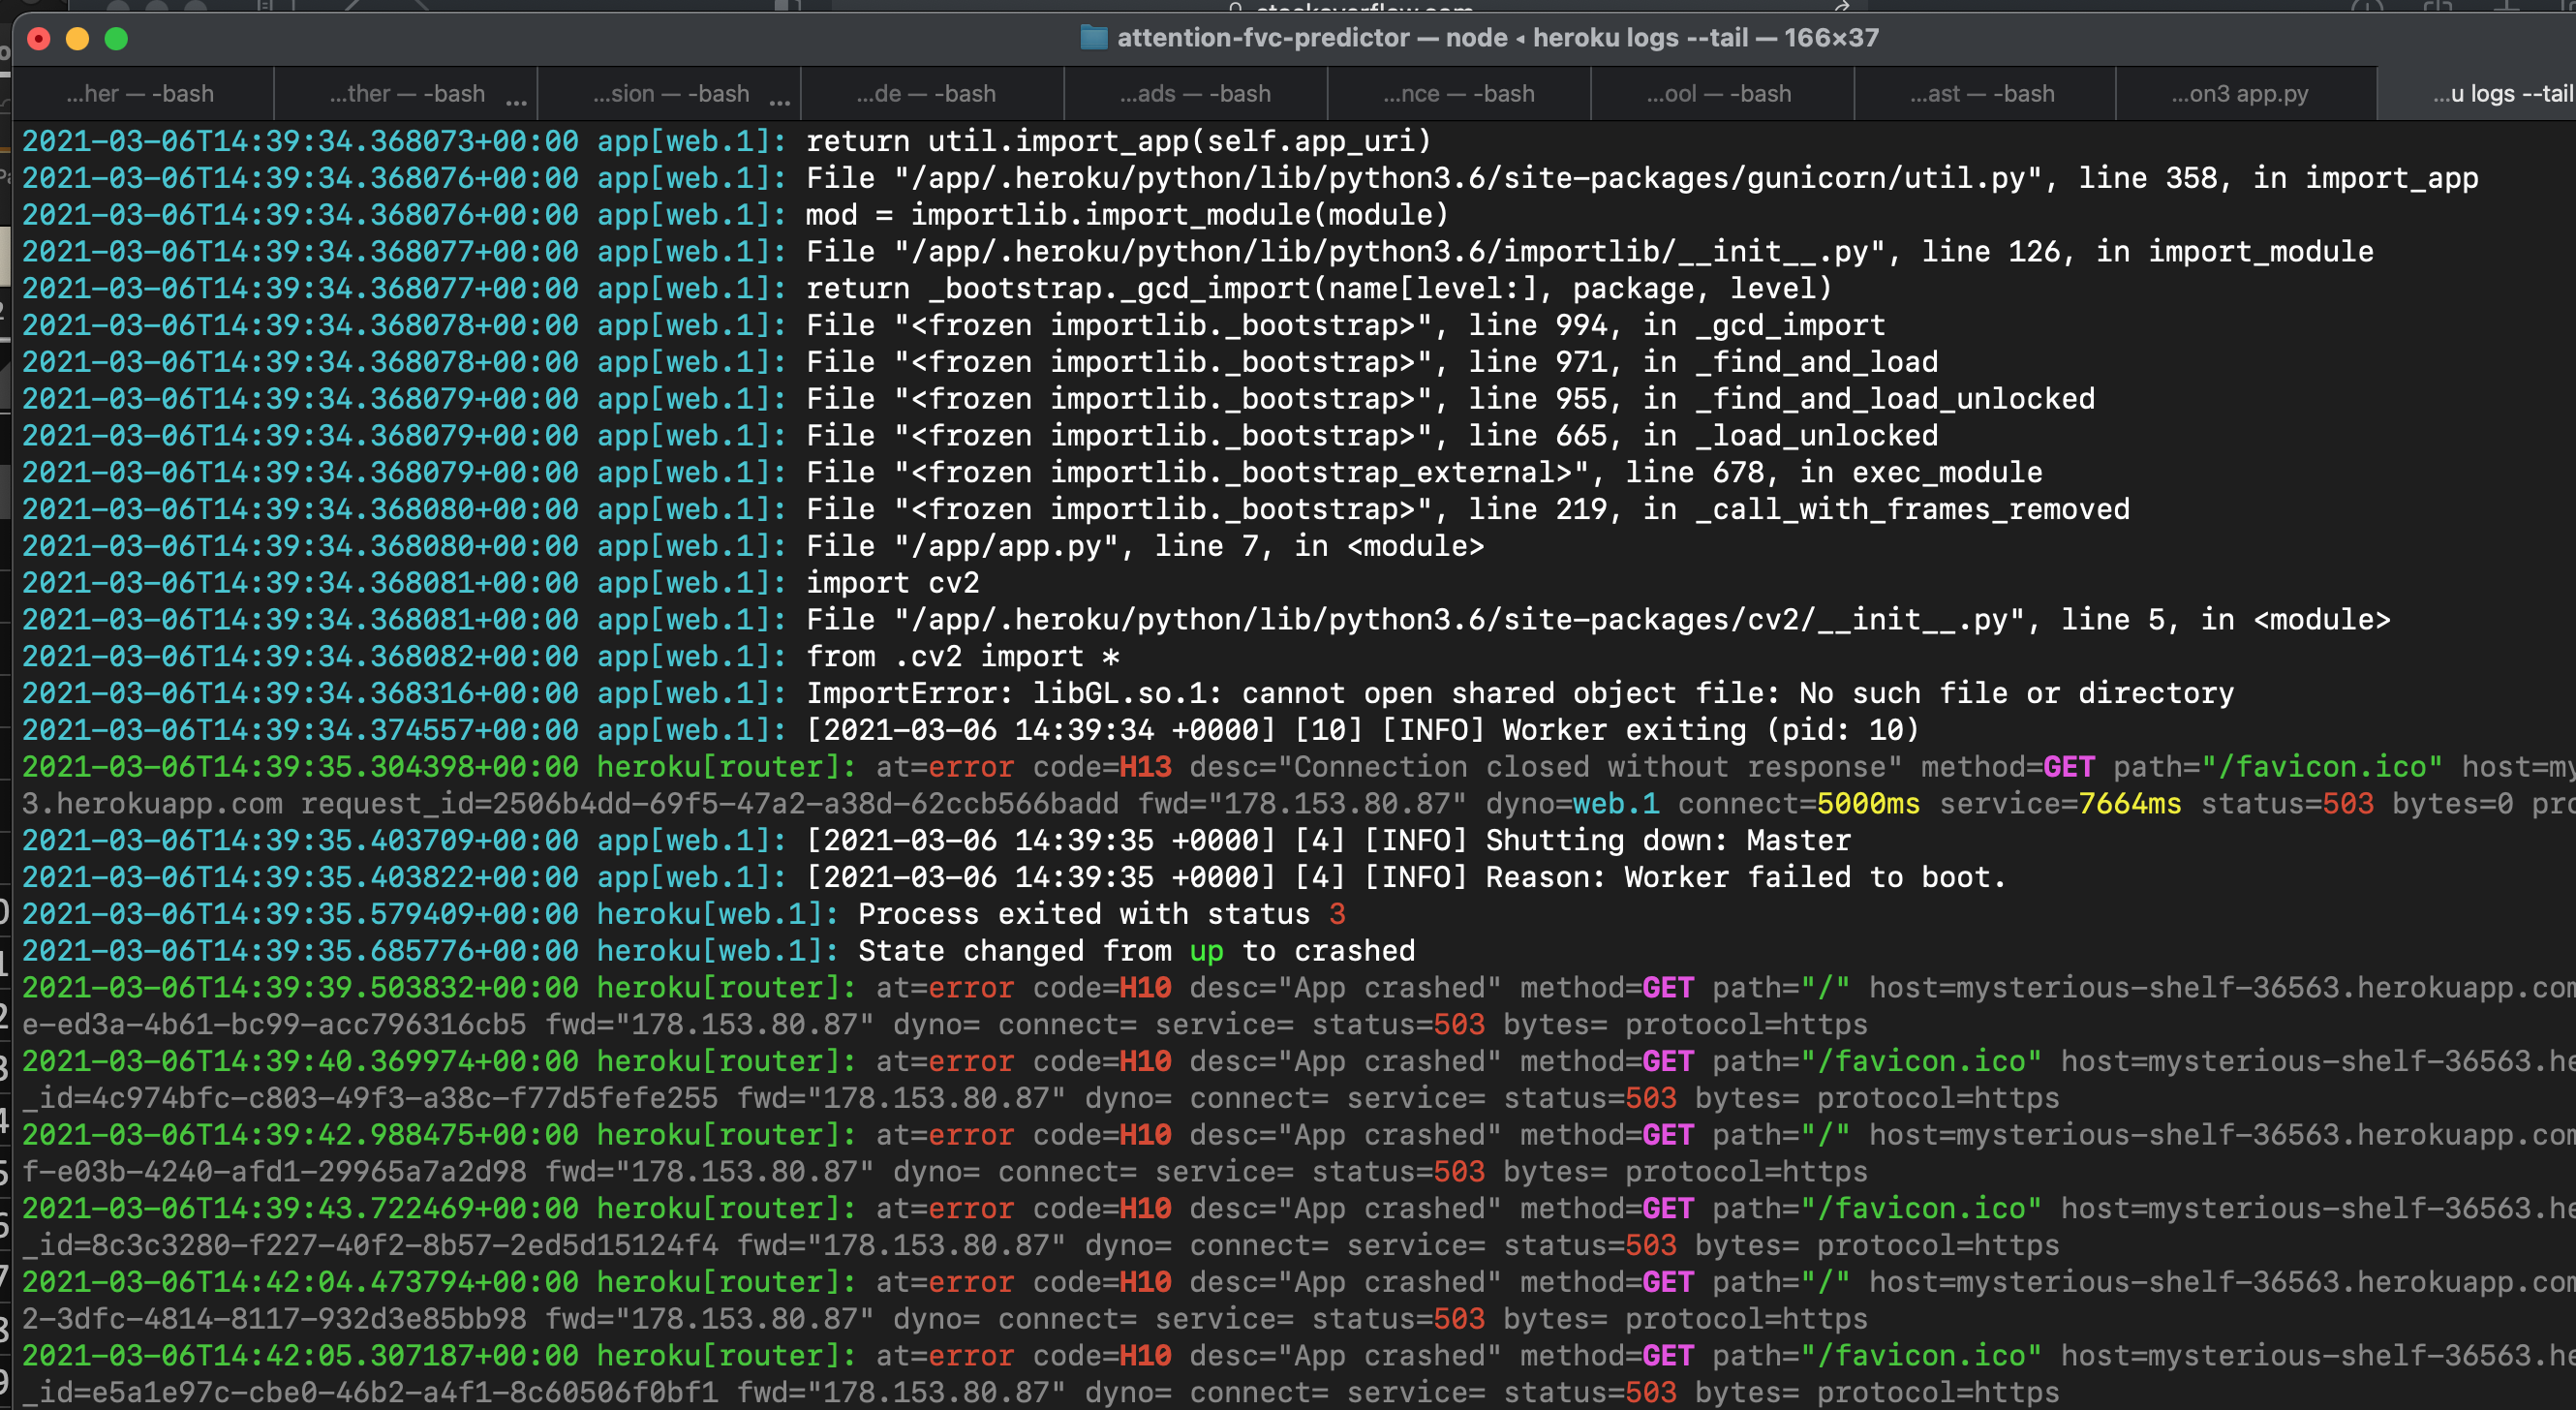 stackoverflow.com
attention-fvc-predictor — node ◂ heroku logs --tail — 166×37
...her — -bash ...ther — -bash ... ...sion — -bash ... ...de — -bash ...ads — -bash ...nce — -bash ...ool — -bash ...ast — -bash ...on3 app.py ...u logs --tail
2021-03-06T14:39:34.368073+00:00 app[web.1]: return util.import_app(self.app_uri)
2021-03-06T14:39:34.368076+00:00 app[web.1]: File "/app/.heroku/python/lib/python3.6/site-packages/gunicorn/util.py", line 358, in import_app
2021-03-06T14:39:34.368076+00:00 app[web.1]: mod = importlib.import_module(module)
2021-03-06T14:39:34.368077+00:00 app[web.1]: File "/app/.heroku/python/lib/python3.6/importlib/__init__.py", line 126, in import_module
2021-03-06T14:39:34.368077+00:00 app[web.1]: return _bootstrap._gcd_import(name[level:], package, level)
2021-03-06T14:39:34.368078+00:00 app[web.1]: File "<frozen importlib._bootstrap>", line 994, in _gcd_import
2021-03-06T14:39:34.368078+00:00 app[web.1]: File "<frozen importlib._bootstrap>", line 971, in _find_and_load
2021-03-06T14:39:34.368079+00:00 app[web.1]: File "<frozen importlib._bootstrap>", line 955, in _find_and_load_unlocked
2021-03-06T14:39:34.368079+00:00 app[web.1]: File "<frozen importlib._bootstrap>", line 665, in _load_unlocked
2021-03-06T14:39:34.368079+00:00 app[web.1]: File "<frozen importlib._bootstrap_external>", line 678, in exec_module
2021-03-06T14:39:34.368080+00:00 app[web.1]: File "<frozen importlib._bootstrap>", line 219, in _call_with_frames_removed
2021-03-06T14:39:34.368080+00:00 app[web.1]: File "/app/app.py", line 7, in <module>
2021-03-06T14:39:34.368081+00:00 app[web.1]: import cv2
2021-03-06T14:39:34.368081+00:00 app[web.1]: File "/app/.heroku/python/lib/python3.6/site-packages/cv2/__init__.py", line 5, in <module>
2021-03-06T14:39:34.368082+00:00 app[web.1]: from .cv2 import *
2021-03-06T14:39:34.368316+00:00 app[web.1]: ImportError: libGL.so.1: cannot open shared object file: No such file or directory
2021-03-06T14:39:34.374557+00:00 app[web.1]: [2021-03-06 14:39:34 +0000] [10] [INFO] Worker exiting (pid: 10)
2021-03-06T14:39:35.304398+00:00 heroku[router]: at=error code=H13 desc="Connection closed without response" method=GET path="/favicon.ico" host=my
3.herokuapp.com request_id=2506b4dd-69f5-47a2-a38d-62ccb566badd fwd="178.153.80.87" dyno=web.1 connect=5000ms service=7664ms status=503 bytes=0 pro
2021-03-06T14:39:35.403709+00:00 app[web.1]: [2021-03-06 14:39:35 +0000] [4] [INFO] Shutting down: Master
2021-03-06T14:39:35.403822+00:00 app[web.1]: [2021-03-06 14:39:35 +0000] [4] [INFO] Reason: Worker failed to boot.
2021-03-06T14:39:35.579409+00:00 heroku[web.1]: Process exited with status 3
2021-03-06T14:39:35.685776+00:00 heroku[web.1]: State changed from up to crashed
2021-03-06T14:39:39.503832+00:00 heroku[router]: at=error code=H10 desc="App crashed" method=GET path="/" host=mysterious-shelf-36563.herokuapp.com
e-ed3a-4b61-bc99-acc796316cb5 fwd="178.153.80.87" dyno= connect= service= status=503 bytes= protocol=https
2021-03-06T14:39:40.369974+00:00 heroku[router]: at=error code=H10 desc="App crashed" method=GET path="/favicon.ico" host=mysterious-shelf-36563.he
_id=4c974bfc-c803-49f3-a38c-f77d5fefe255 fwd="178.153.80.87" dyno= connect= service= status=503 bytes= protocol=https
2021-03-06T14:39:42.988475+00:00 heroku[router]: at=error code=H10 desc="App crashed" method=GET path="/" host=mysterious-shelf-36563.herokuapp.com
f-e03b-4240-afd1-29965a7a2d98 fwd="178.153.80.87" dyno= connect= service= status=503 bytes= protocol=https
2021-03-06T14:39:43.722469+00:00 heroku[router]: at=error code=H10 desc="App crashed" method=GET path="/favicon.ico" host=mysterious-shelf-36563.he
_id=8c3c3280-f227-40f2-8b57-2ed5d15124f4 fwd="178.153.80.87" dyno= connect= service= status=503 bytes= protocol=https
2021-03-06T14:42:04.473794+00:00 heroku[router]: at=error code=H10 desc="App crashed" method=GET path="/" host=mysterious-shelf-36563.herokuapp.com
2-3dfc-4814-8117-932d3e85bb98 fwd="178.153.80.87" dyno= connect= service= status=503 bytes= protocol=https
2021-03-06T14:42:05.307187+00:00 heroku[router]: at=error code=H10 desc="App crashed" method=GET path="/favicon.ico" host=mysterious-shelf-36563.he
_id=e5a1e97c-cbe0-46b2-a4f1-8c60506f0bf1 fwd="178.153.80.87" dyno= connect= service= status=503 bytes= protocol=https